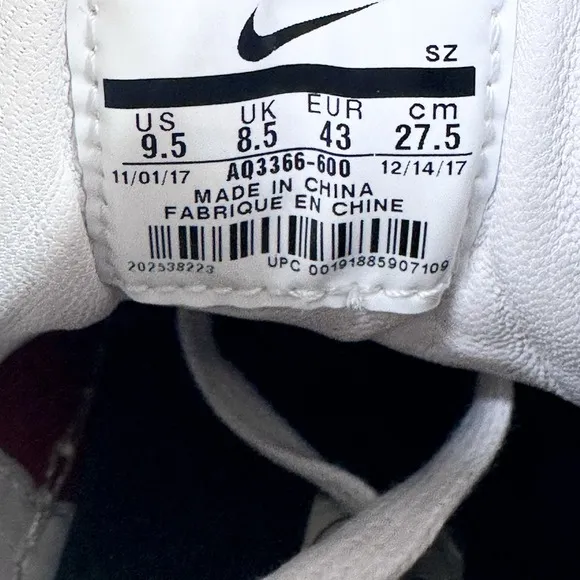 SZ
US UK EUR cm
9.5 8.5 43 27.5
11/01/17 AQ3366-600 12/14/17
MADE IN CHINA
FABRIQUE EN CHINE
202538223 UPC 00191885907109